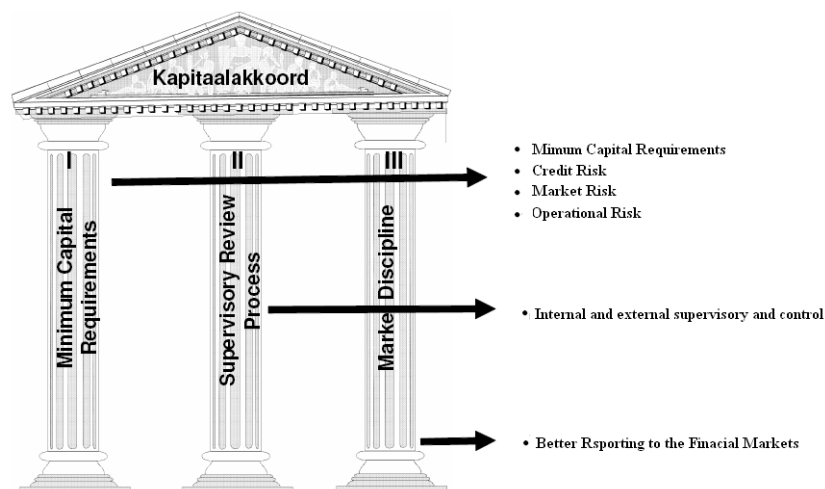 Kapitaalakkoord
I
II
III
Minimum Capital
Requirements
Supervisory Review
Process
Market Discipline
• Mimum Capital Requirements
• Credit Risk
• Market Risk
• Operational Risk
• Internal and external supervisory and control
• Better Rsporting to the Finacial Markets